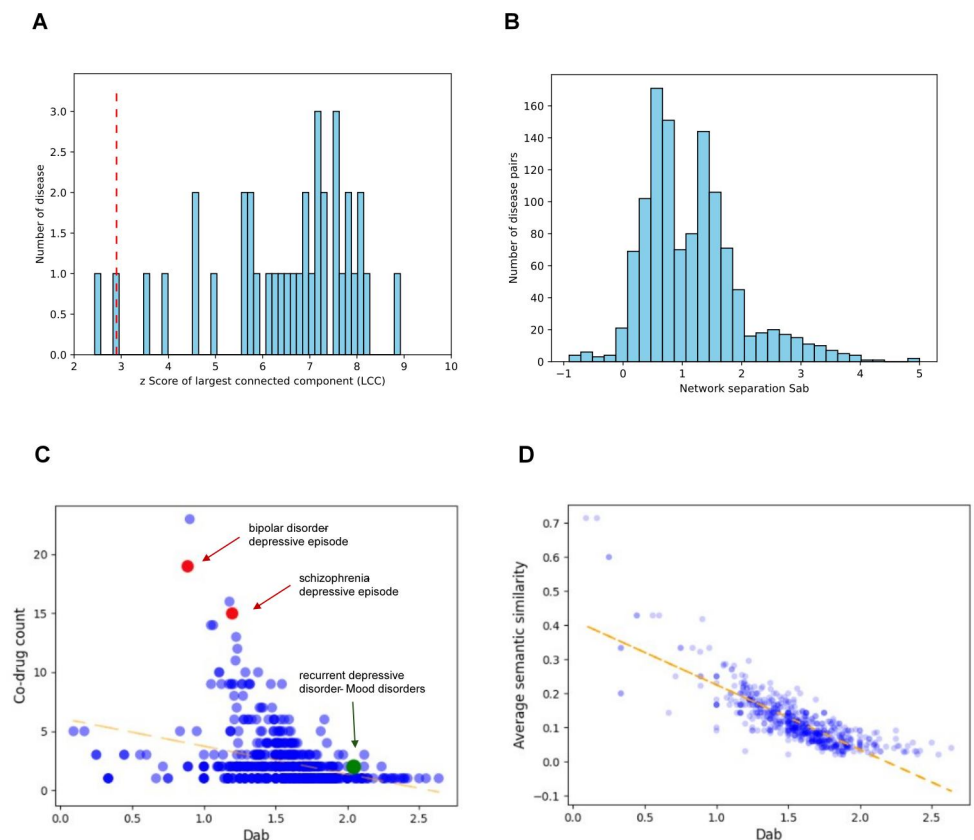 A
3.0
2.5
2.0
1.5
1.0
0.5
0.0
Number of disease
2 3 4 5 6 7 8 9 10
z Score of largest connected component (LCC)
B
160
140
120
100
80
60
40
20
0
Number of disease pairs
−1 0 1 2 3 4 5
Network separation Sab
C
20
15
10
5
0
Co-drug count
bipolar disorder-
depressive episode
schizophrenia
depressive episode
recurrent depressive
disorder- Mood disorders
0.0 0.5 1.0 1.5 2.0 2.5
Dab
D
0.7
0.6
0.5
0.4
0.3
0.2
0.1
0.0
−0.1
Average semantic similarity
0.0 0.5 1.0 1.5 2.0 2.5
Dab